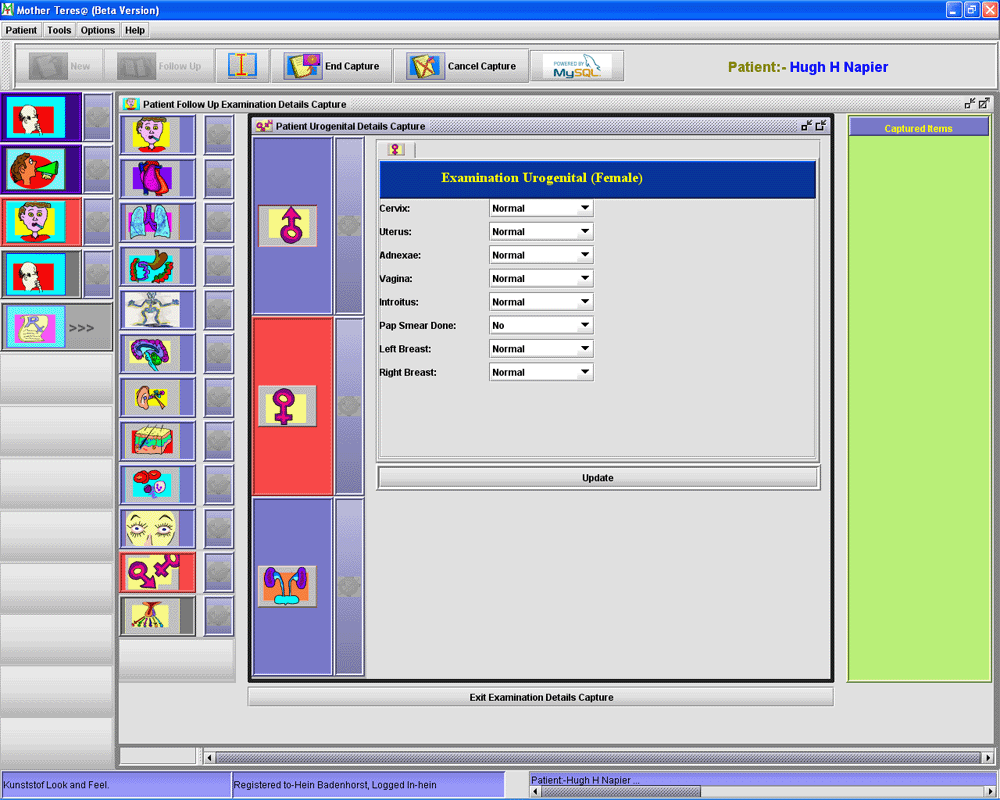 Mother Teres@ (Beta Version)
Patient Tools Options Help
New
Follow Up
End Capture
Cancel Capture
POWERED BY
MySQL
Patient:- Hugh H Napier
Patient Follow Up Examination Details Capture
Patient Urogenital Details Capture
Captured Items
Examination Urogenital (Female)
Cervix: Normal
Uterus: Normal
Adnexae: Normal
Vagina: Normal
Introitus: Normal
Pap Smear Done: No
Left Breast: Normal
Right Breast: Normal
>>>
Update
Exit Examination Details Capture
Kunststof Look and Feel.
Registered to-Hein Badenhorst, Logged In-hein
Patient:-Hugh H Napier ...